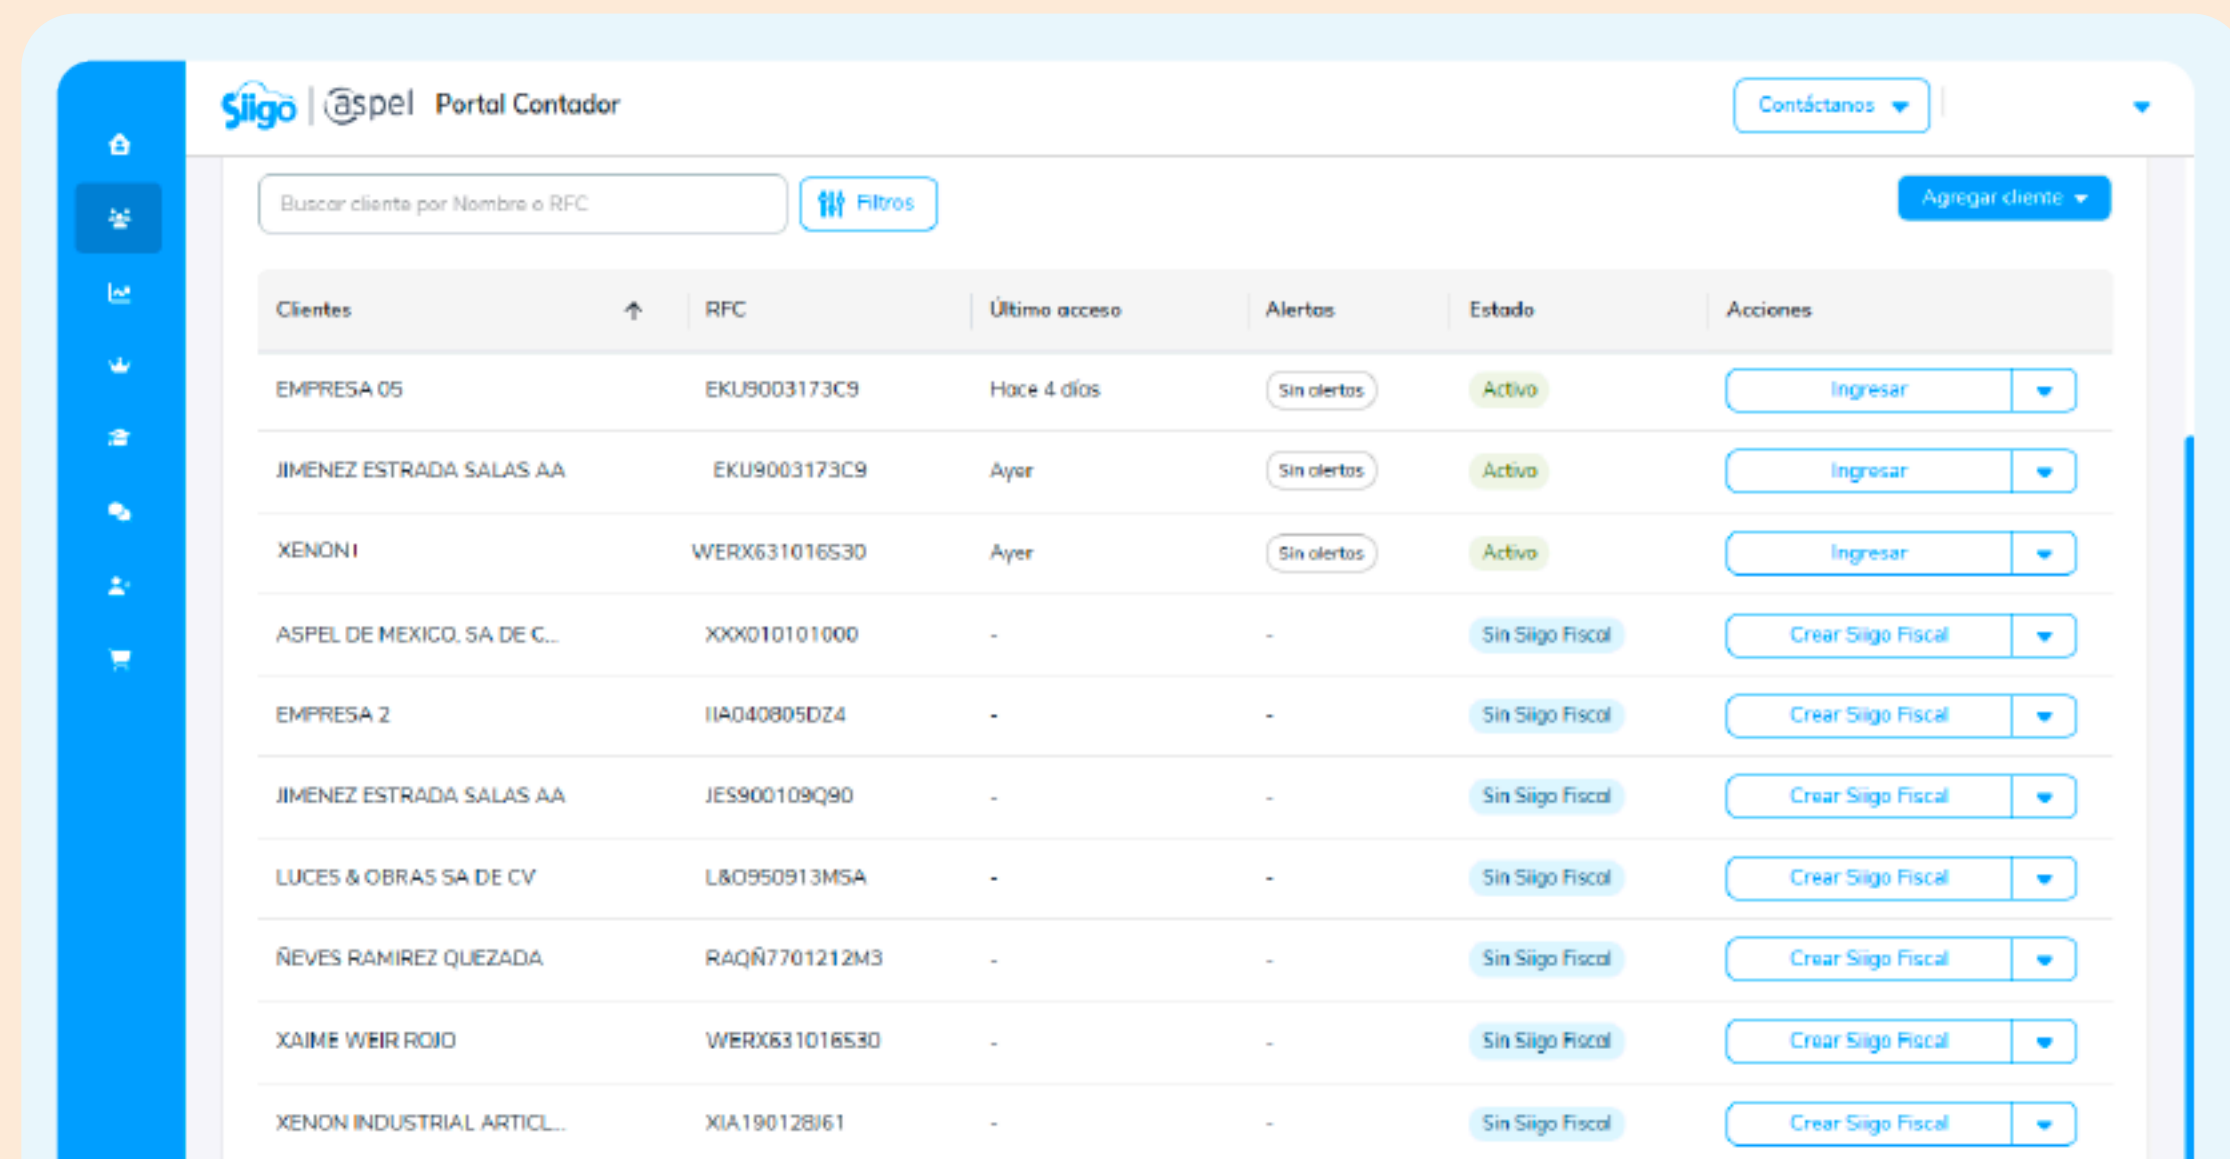 Siigo | aspel Portal Contador Contáctanos
Buscar cliente por Nombre o RFC Filtros Agregar cliente
Clientes RFC Último acceso Alertas Estado Acciones
EMPRESA 05 EKU9003173C9 Hace 4 días Sin alertas Activo Ingresar
JIMENEZ ESTRADA SALAS AA EKU9003173C9 Ayer Sin alertas Activo Ingresar
XENON I WERX631016S30 Ayer Sin alertas Activo Ingresar
ASPEL DE MEXICO, SA DE C... XXX010101000 - - Sin Siigo Fiscal Crear Siigo Fiscal
EMPRESA 2 IIA040805DZ4 - - Sin Siigo Fiscal Crear Siigo Fiscal
JIMENEZ ESTRADA SALAS AA JES900109Q90 - - Sin Siigo Fiscal Crear Siigo Fiscal
LUCES & OBRAS SA DE CV L&O950913MSA - - Sin Siigo Fiscal Crear Siigo Fiscal
ÑEVES RAMIREZ QUEZADA RAQÑ7701212M3 - - Sin Siigo Fiscal Crear Siigo Fiscal
XAIME WEIR ROJO WERX631016S30 - - Sin Siigo Fiscal Crear Siigo Fiscal
XENON INDUSTRIAL ARTICL... XIA190128J61 - - Sin Siigo Fiscal Crear Siigo Fiscal